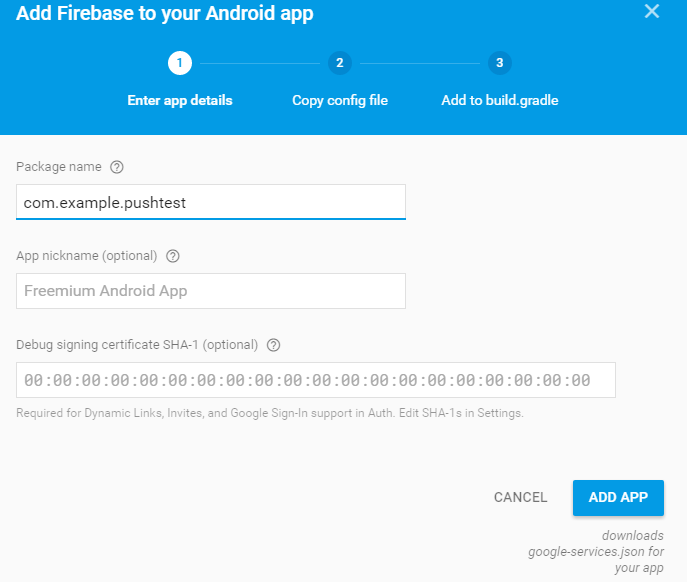 Add Firebase to your Android app
1 2 3
Enter app details Copy config file Add to build.gradle
Package name ?
com.example.pushtest
App nickname (optional) ?
Freemium Android App
Debug signing certificate SHA-1 (optional) ?
00:00:00:00:00:00:00:00:00:00:00:00:00:00:00:00:00:00:00:00
Required for Dynamic Links, Invites, and Google Sign-In support in Auth. Edit SHA-1s in Settings.
CANCEL ADD APP
downloads
google-services.json for
your app